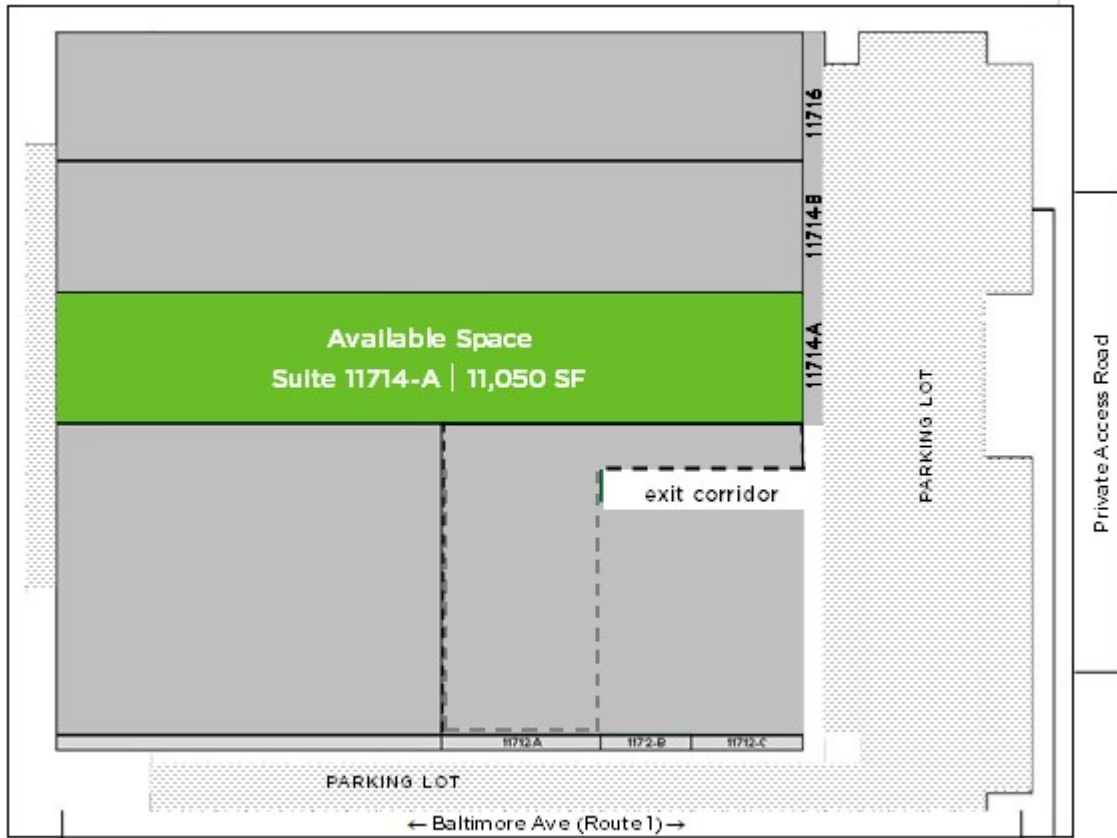 11716
11714-B
Available Space
Suite 11714-A | 11,050 SF
11714-A
PARKING LOT
Private Access Road
exit corridor
11712-A
1172-B
11712-C
PARKING LOT
← Baltimore Ave (Route 1) →